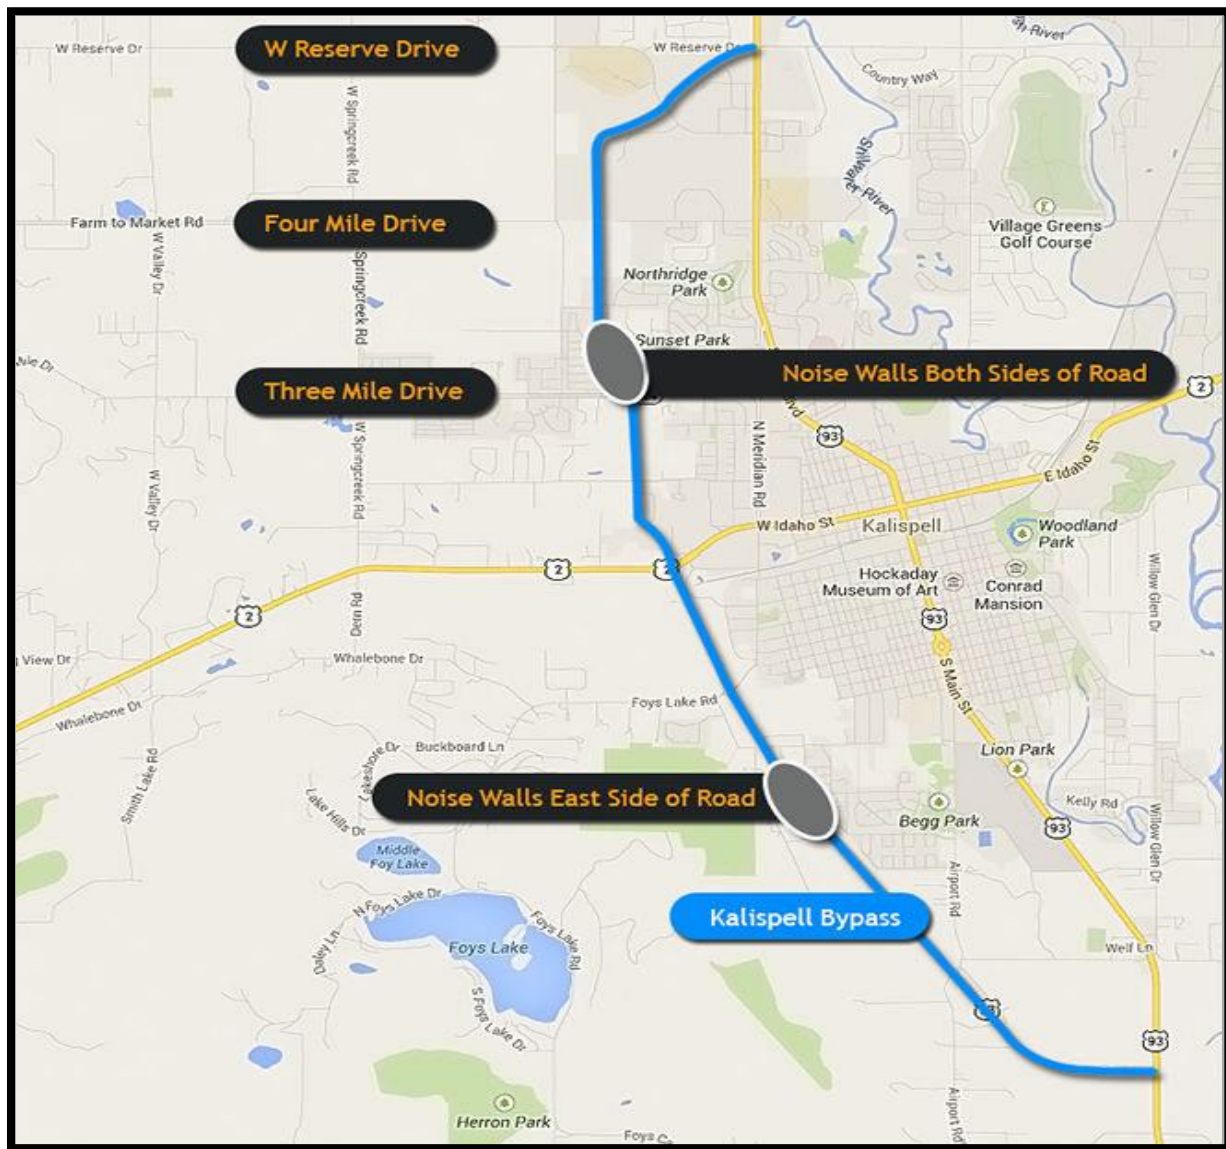 W Reserve Dr
W Reserve Drive
W Reserve Dr
Country Way
Stillwater River
W Springcreek Rd
Farm to Market Rd
Four Mile Drive
Village Greens
Golf Course
W Valley Dr
Springcreek Rd
Northridge
Park
Sunset Park
Noise Walls Both Sides of Road
2
Three Mile Drive
93
N Meridian Rd
W Springcreek Rd
W Valley Dr
E Idaho St
W Idaho St
Kalispell
Woodland
Park
2
2
Hockaday
Museum of Art
Conrad
Mansion
Willow Glen Dr
2
Dern Rd
93
View Dr
Whalebone Dr
S Main St
Foys Lake Rd
Whalebone Dr
Smith Lake Rd
Lakeshore Dr
Buckboard Ln
Lion Park
Noise Walls East Side of Road
Lake Hills Dr
Begg Park
Kelly Rd
93
Willow Glen Dr
Middle
Foy Lake
Airport Rd
N Foys Lake Dr
Kalispell Bypass
Daley Ln
Foys Lake
Foys Lake Rd
Welf Ln
S Foys Lake Dr
93
93
Herron Park
Airport Rd
Foys